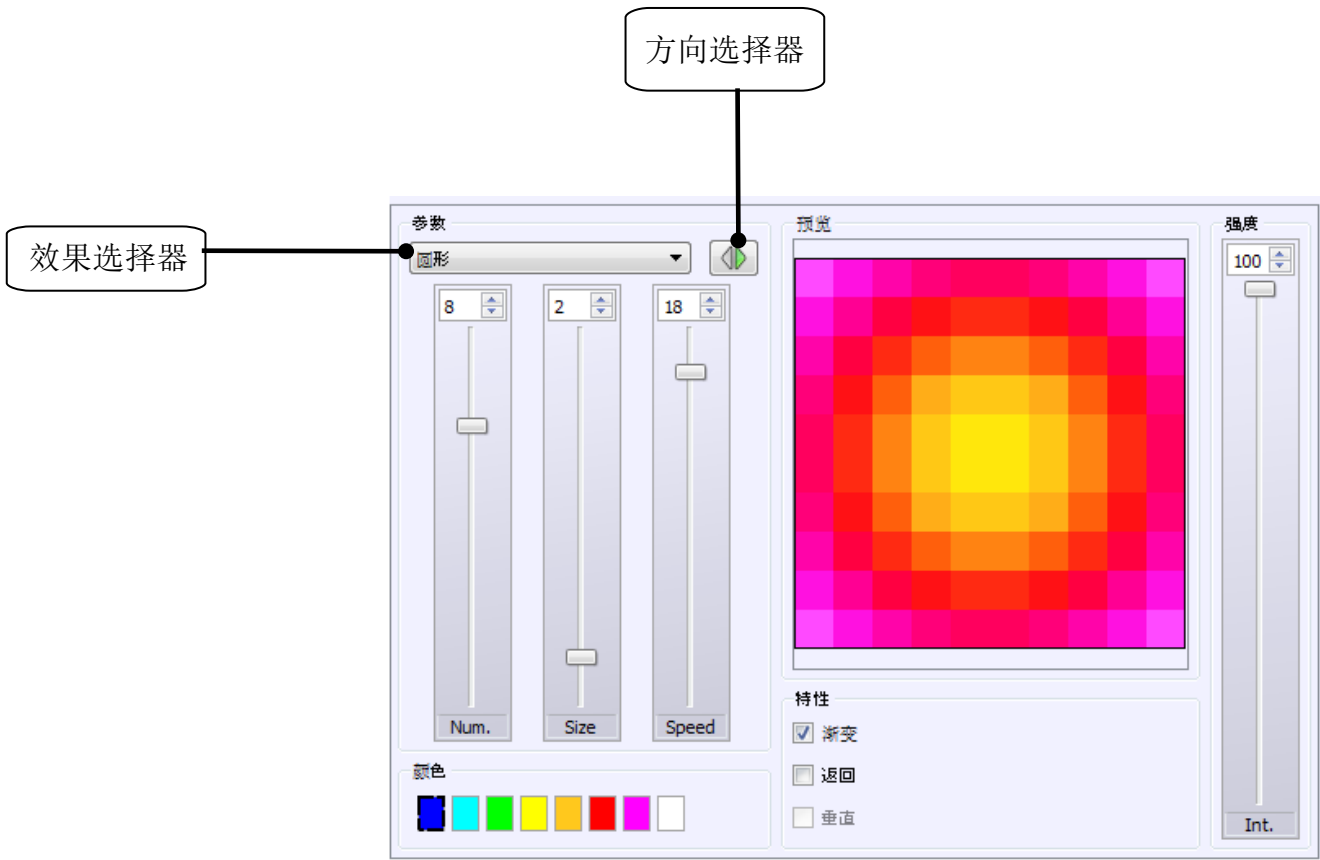 方向选择器
效果选择器
参数
圆形
8
2
18
Num.
Size
Speed
颜色
预览
特性
渐变
返回
垂直
强度
100
Int.